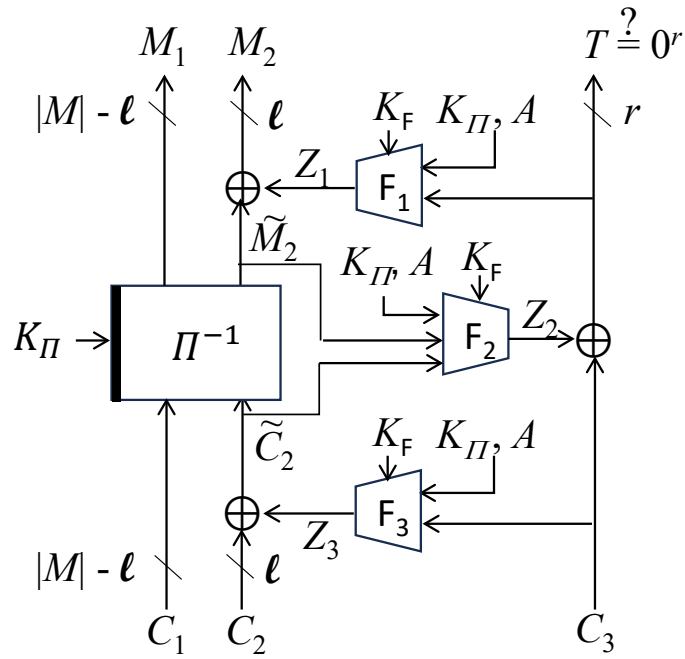 M₁ M₂ T ≟ 0ʳ
|M| - ℓ ℓ K_F K_Π, A r
Z₁ F₁
M̃₂
K_Π, A K_F
K_Π Π⁻¹ F₂ Z₂
C̃₂ K_F K_Π, A
Z₃ F₃
|M| - ℓ ℓ
C₁ C₂ C₃